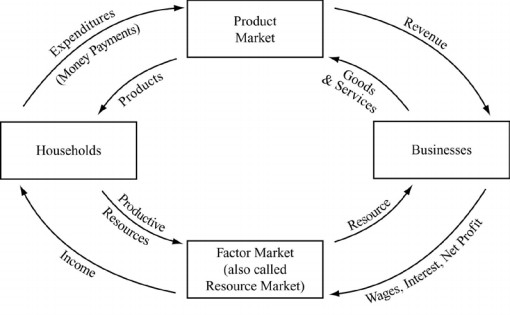 Expenditures
(Money Payments)
Product
Market
Revenue
Products
Goods
& Services
Households
Businesses
Productive
Resources
Resource
Income
Factor Market
(also called
Resource Market)
Wages, Interest, Net Profit